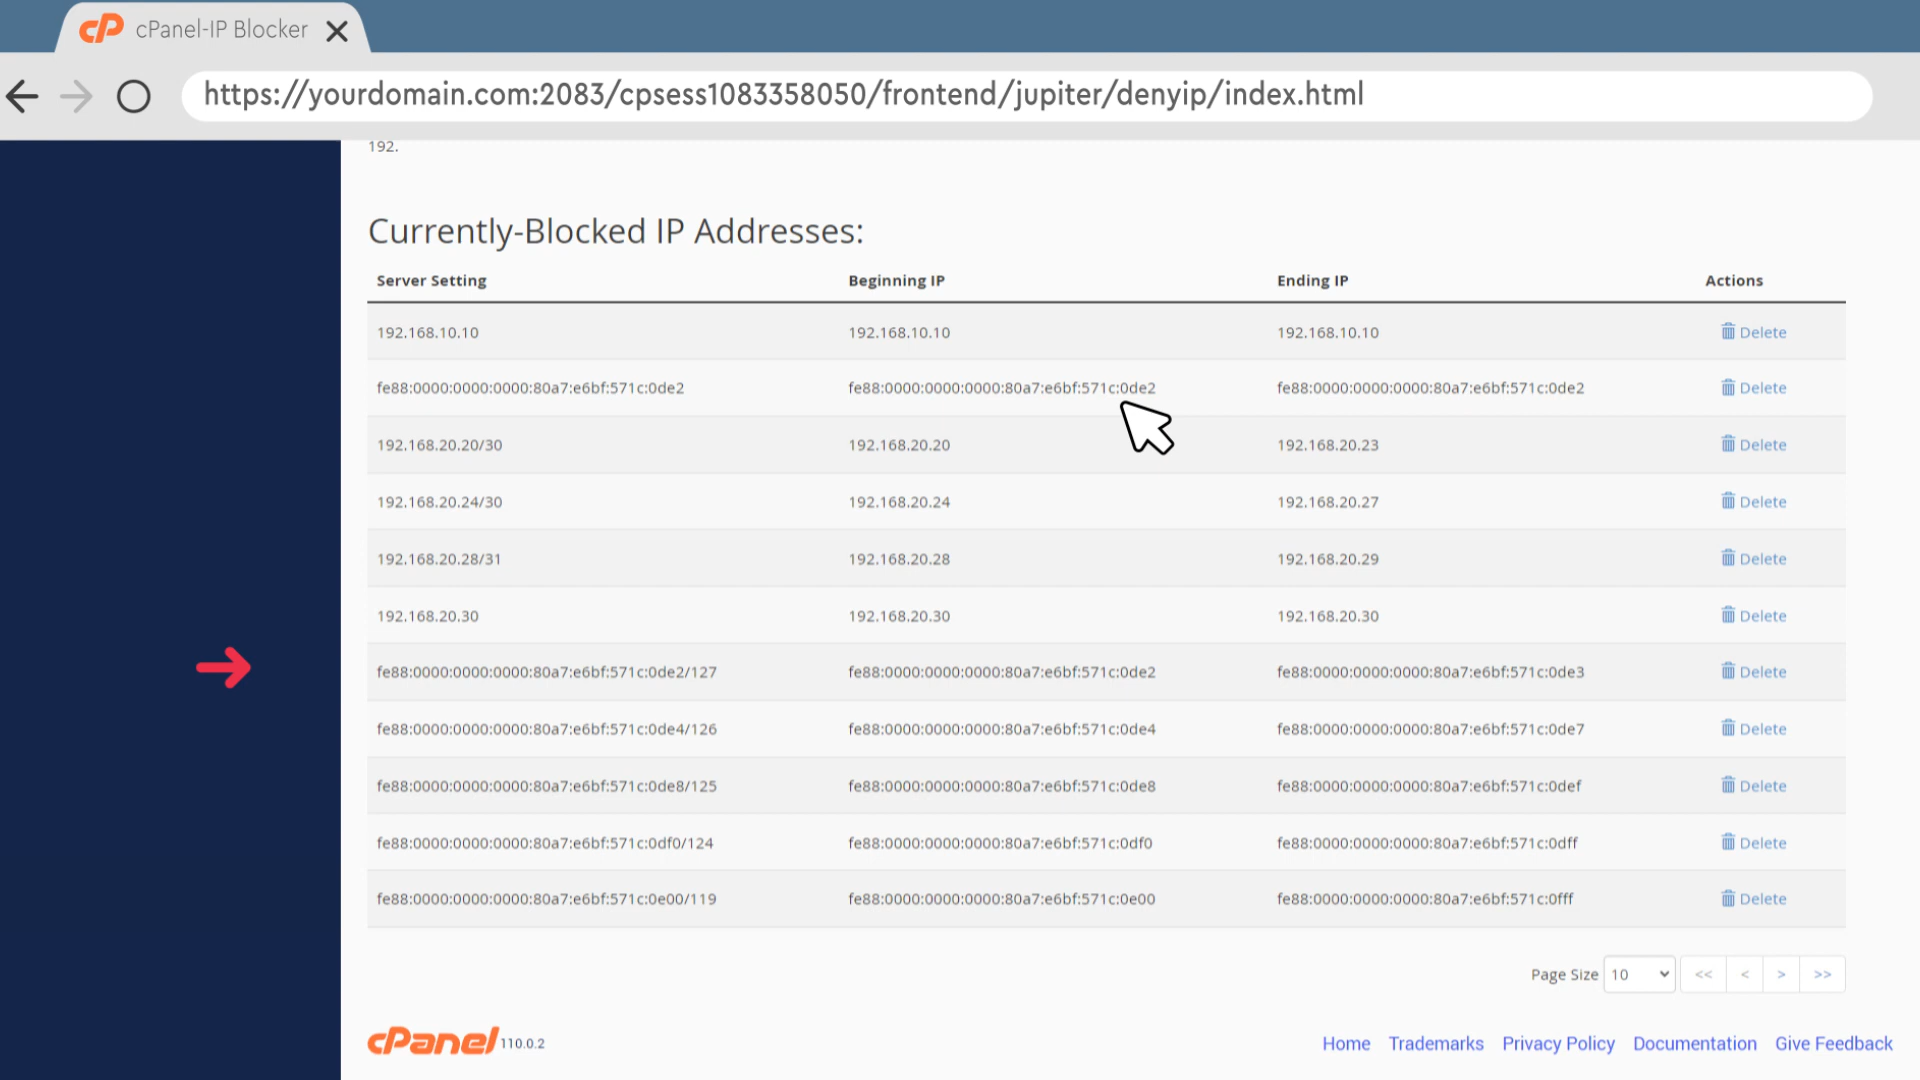 cPanel-IP Blocker
https://yourdomain.com:2083/cpsess1083358050/frontend/jupiter/denyip/index.html
192.
Currently-Blocked IP Addresses:
Server Setting Beginning IP Ending IP Actions
192.168.10.10 192.168.10.10 192.168.10.10 Delete
fe88:0000:0000:0000:80a7:e6bf:571c:0de2 fe88:0000:0000:0000:80a7:e6bf:571c:0de2 fe88:0000:0000:0000:80a7:e6bf:571c:0de2 Delete
192.168.20.20/30 192.168.20.20 192.168.20.23 Delete
192.168.20.24/30 192.168.20.24 192.168.20.27 Delete
192.168.20.28/31 192.168.20.28 192.168.20.29 Delete
192.168.20.30 192.168.20.30 192.168.20.30 Delete
fe88:0000:0000:0000:80a7:e6bf:571c:0de2/127 fe88:0000:0000:0000:80a7:e6bf:571c:0de2 fe88:0000:0000:0000:80a7:e6bf:571c:0de3 Delete
fe88:0000:0000:0000:80a7:e6bf:571c:0de4/126 fe88:0000:0000:0000:80a7:e6bf:571c:0de4 fe88:0000:0000:0000:80a7:e6bf:571c:0de7 Delete
fe88:0000:0000:0000:80a7:e6bf:571c:0de8/125 fe88:0000:0000:0000:80a7:e6bf:571c:0de8 fe88:0000:0000:0000:80a7:e6bf:571c:0def Delete
fe88:0000:0000:0000:80a7:e6bf:571c:0df0/124 fe88:0000:0000:0000:80a7:e6bf:571c:0df0 fe88:0000:0000:0000:80a7:e6bf:571c:0dff Delete
fe88:0000:0000:0000:80a7:e6bf:571c:0e00/119 fe88:0000:0000:0000:80a7:e6bf:571c:0e00 fe88:0000:0000:0000:80a7:e6bf:571c:0fff Delete
Page Size 10 << < > >>
cPanel 110.0.2 Home Trademarks Privacy Policy Documentation Give Feedback